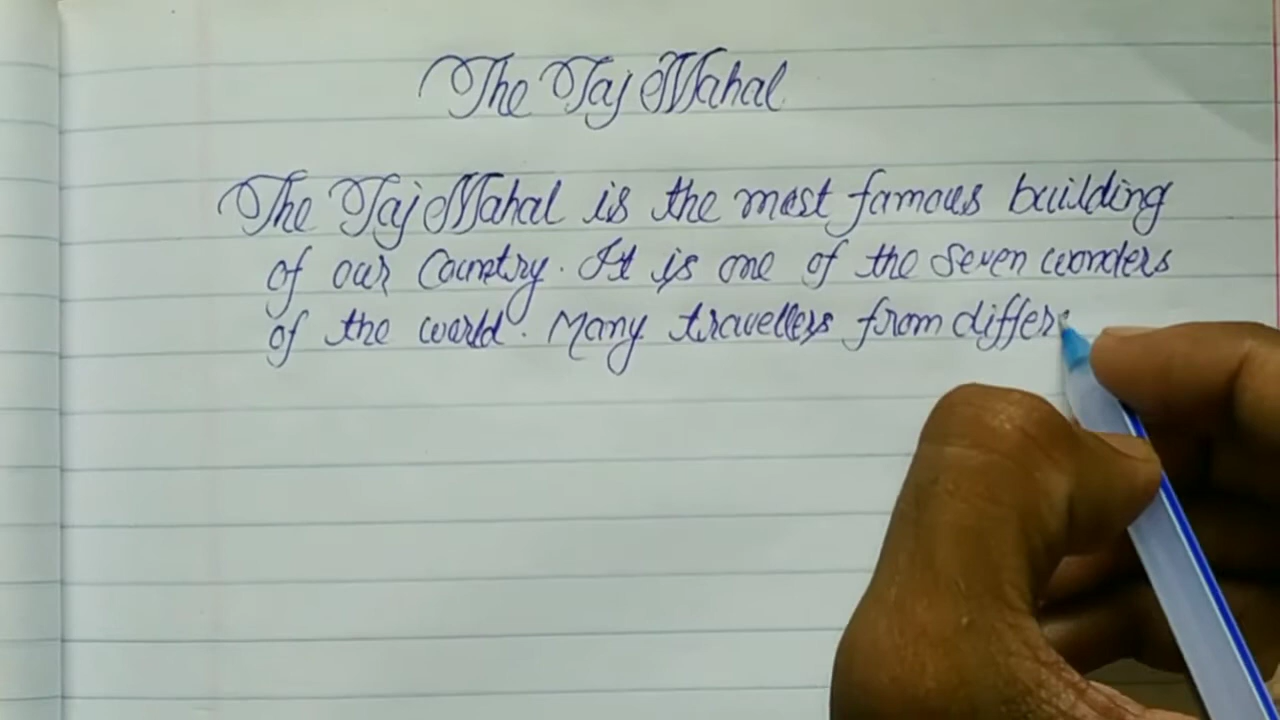 The Taj Mahal
The Taj Mahal is the most famous building
of our Country. It is one of the Seven wonders
of the world. Many travellers from differ